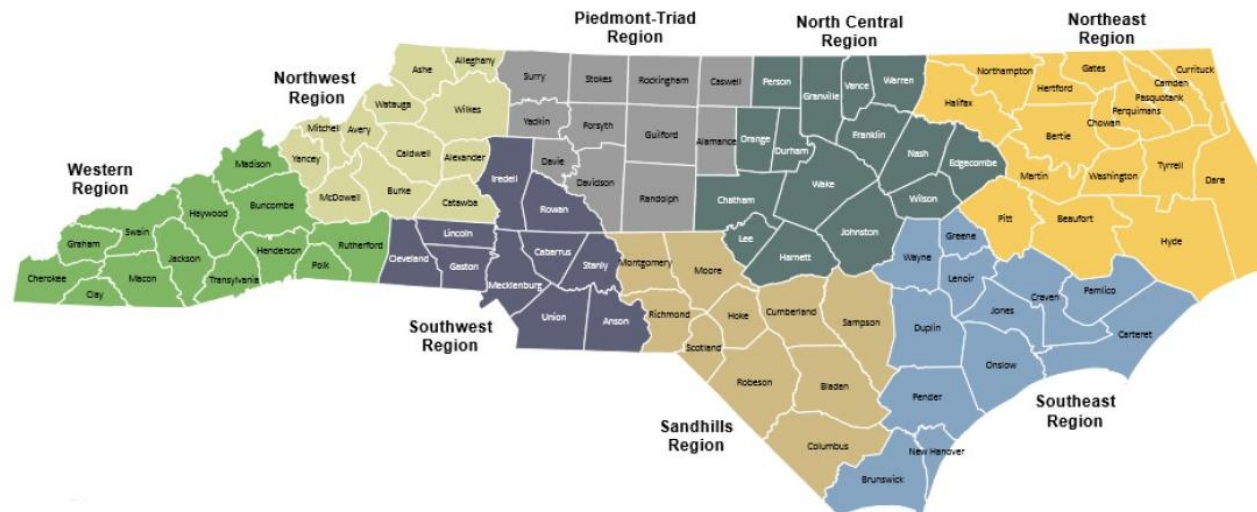 Piedmont-Triad
Region
North Central
Region
Northeast
Region
Northwest
Region
Western
Region
Southwest
Region
Sandhills
Region
Southeast
Region
Ashe
Alleghany
Watauga
Wilkes
Mitchell
Avery
Yancey
Caldwell
Alexander
McDowell
Burke
Catawba
Madison
Haywood
Buncombe
Swain
Graham
Jackson
Henderson
Rutherford
Cherokee
Macon
Transylvania
Polk
Clay
Iredell
Rowan
Cleveland
Lincoln
Gaston
Cabarrus
Stanly
Mecklenburg
Union
Anson
Surry
Stokes
Rockingham
Caswell
Yadkin
Forsyth
Guilford
Alamance
Davie
Davidson
Randolph
Person
Granville
Vance
Warren
Orange
Durham
Franklin
Nash
Edgecombe
Chatham
Wake
Wilson
Lee
Johnston
Harnett
Northampton
Gates
Currituck
Camden
Pasquotank
Perquimans
Hertford
Halifax
Chowan
Bertie
Martin
Washington
Tyrrell
Dare
Pitt
Beaufort
Hyde
Montgomery
Moore
Richmond
Hoke
Cumberland
Sampson
Scotland
Robeson
Bladen
Columbus
Greene
Wayne
Lenoir
Craven
Pamlico
Jones
Duplin
Carteret
Onslow
Pender
New Hanover
Brunswick